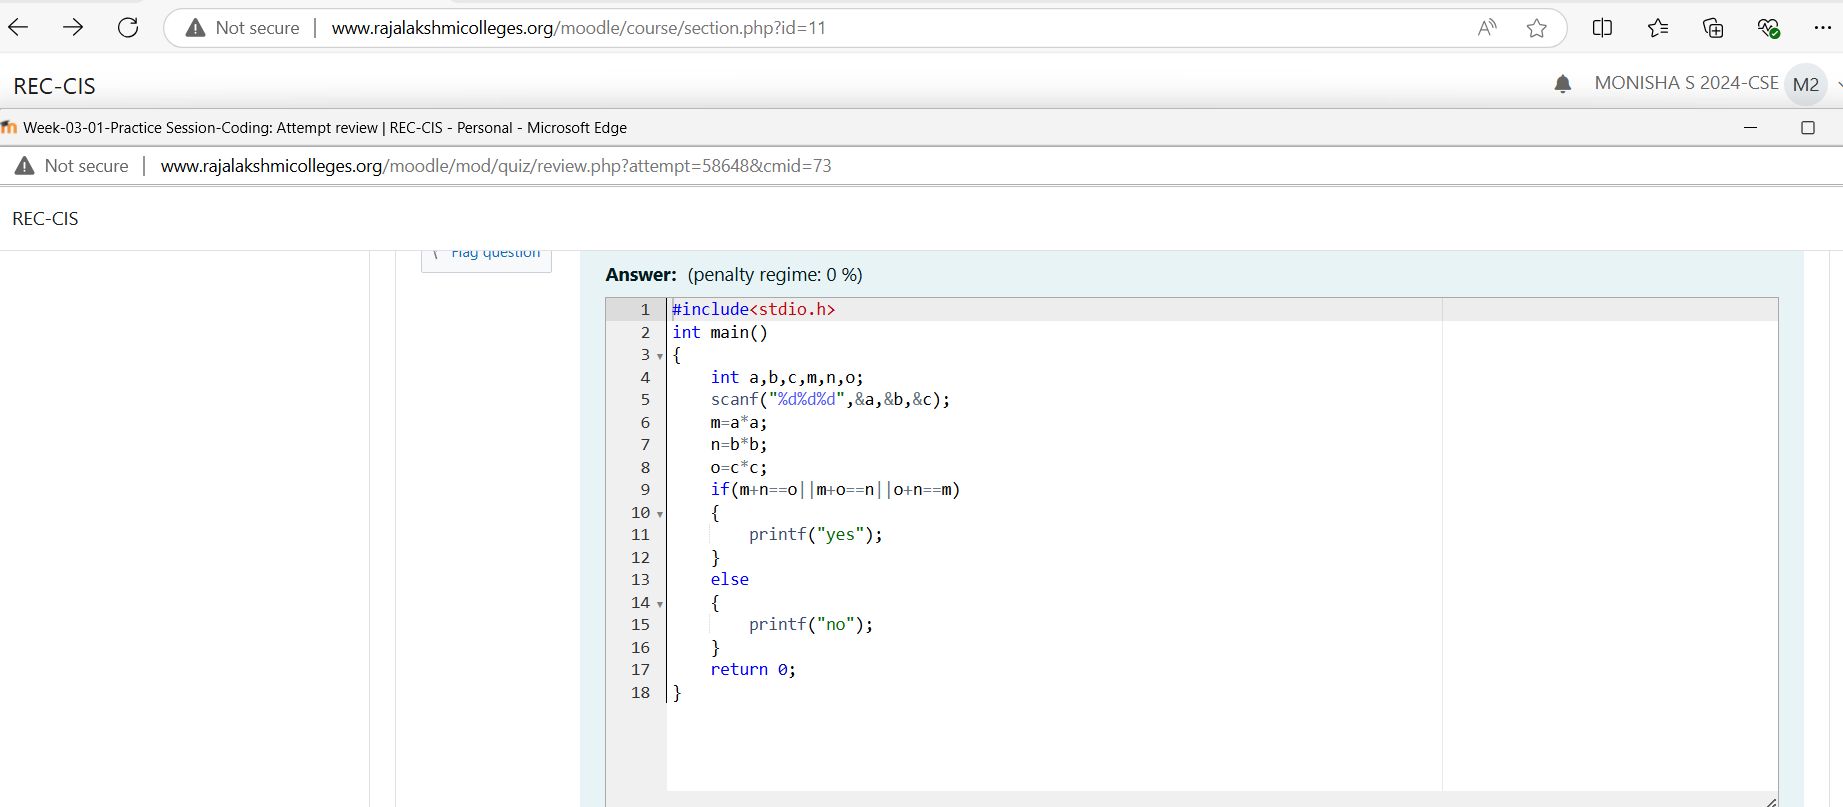 Not secure | www.rajalakshmicolleges.org/moodle/course/section.php?id=11
REC-CIS
MONISHA S 2024-CSE M2
Week-03-01-Practice Session-Coding: Attempt review | REC-CIS - Personal - Microsoft Edge
Not secure | www.rajalakshmicolleges.org/moodle/mod/quiz/review.php?attempt=58648&cmid=73
REC-CIS
Flag question
Answer: (penalty regime: 0 %)
1 #include<stdio.h>
2 int main()
3 {
4 int a,b,c,m,n,o;
5 scanf("%d%d%d",&a,&b,&c);
6 m=a*a;
7 n=b*b;
8 o=c*c;
9 if(m+n==o||m+o==n||o+n==m)
10 {
11 printf("yes");
12 }
13 else
14 {
15 printf("no");
16 }
17 return 0;
18 }